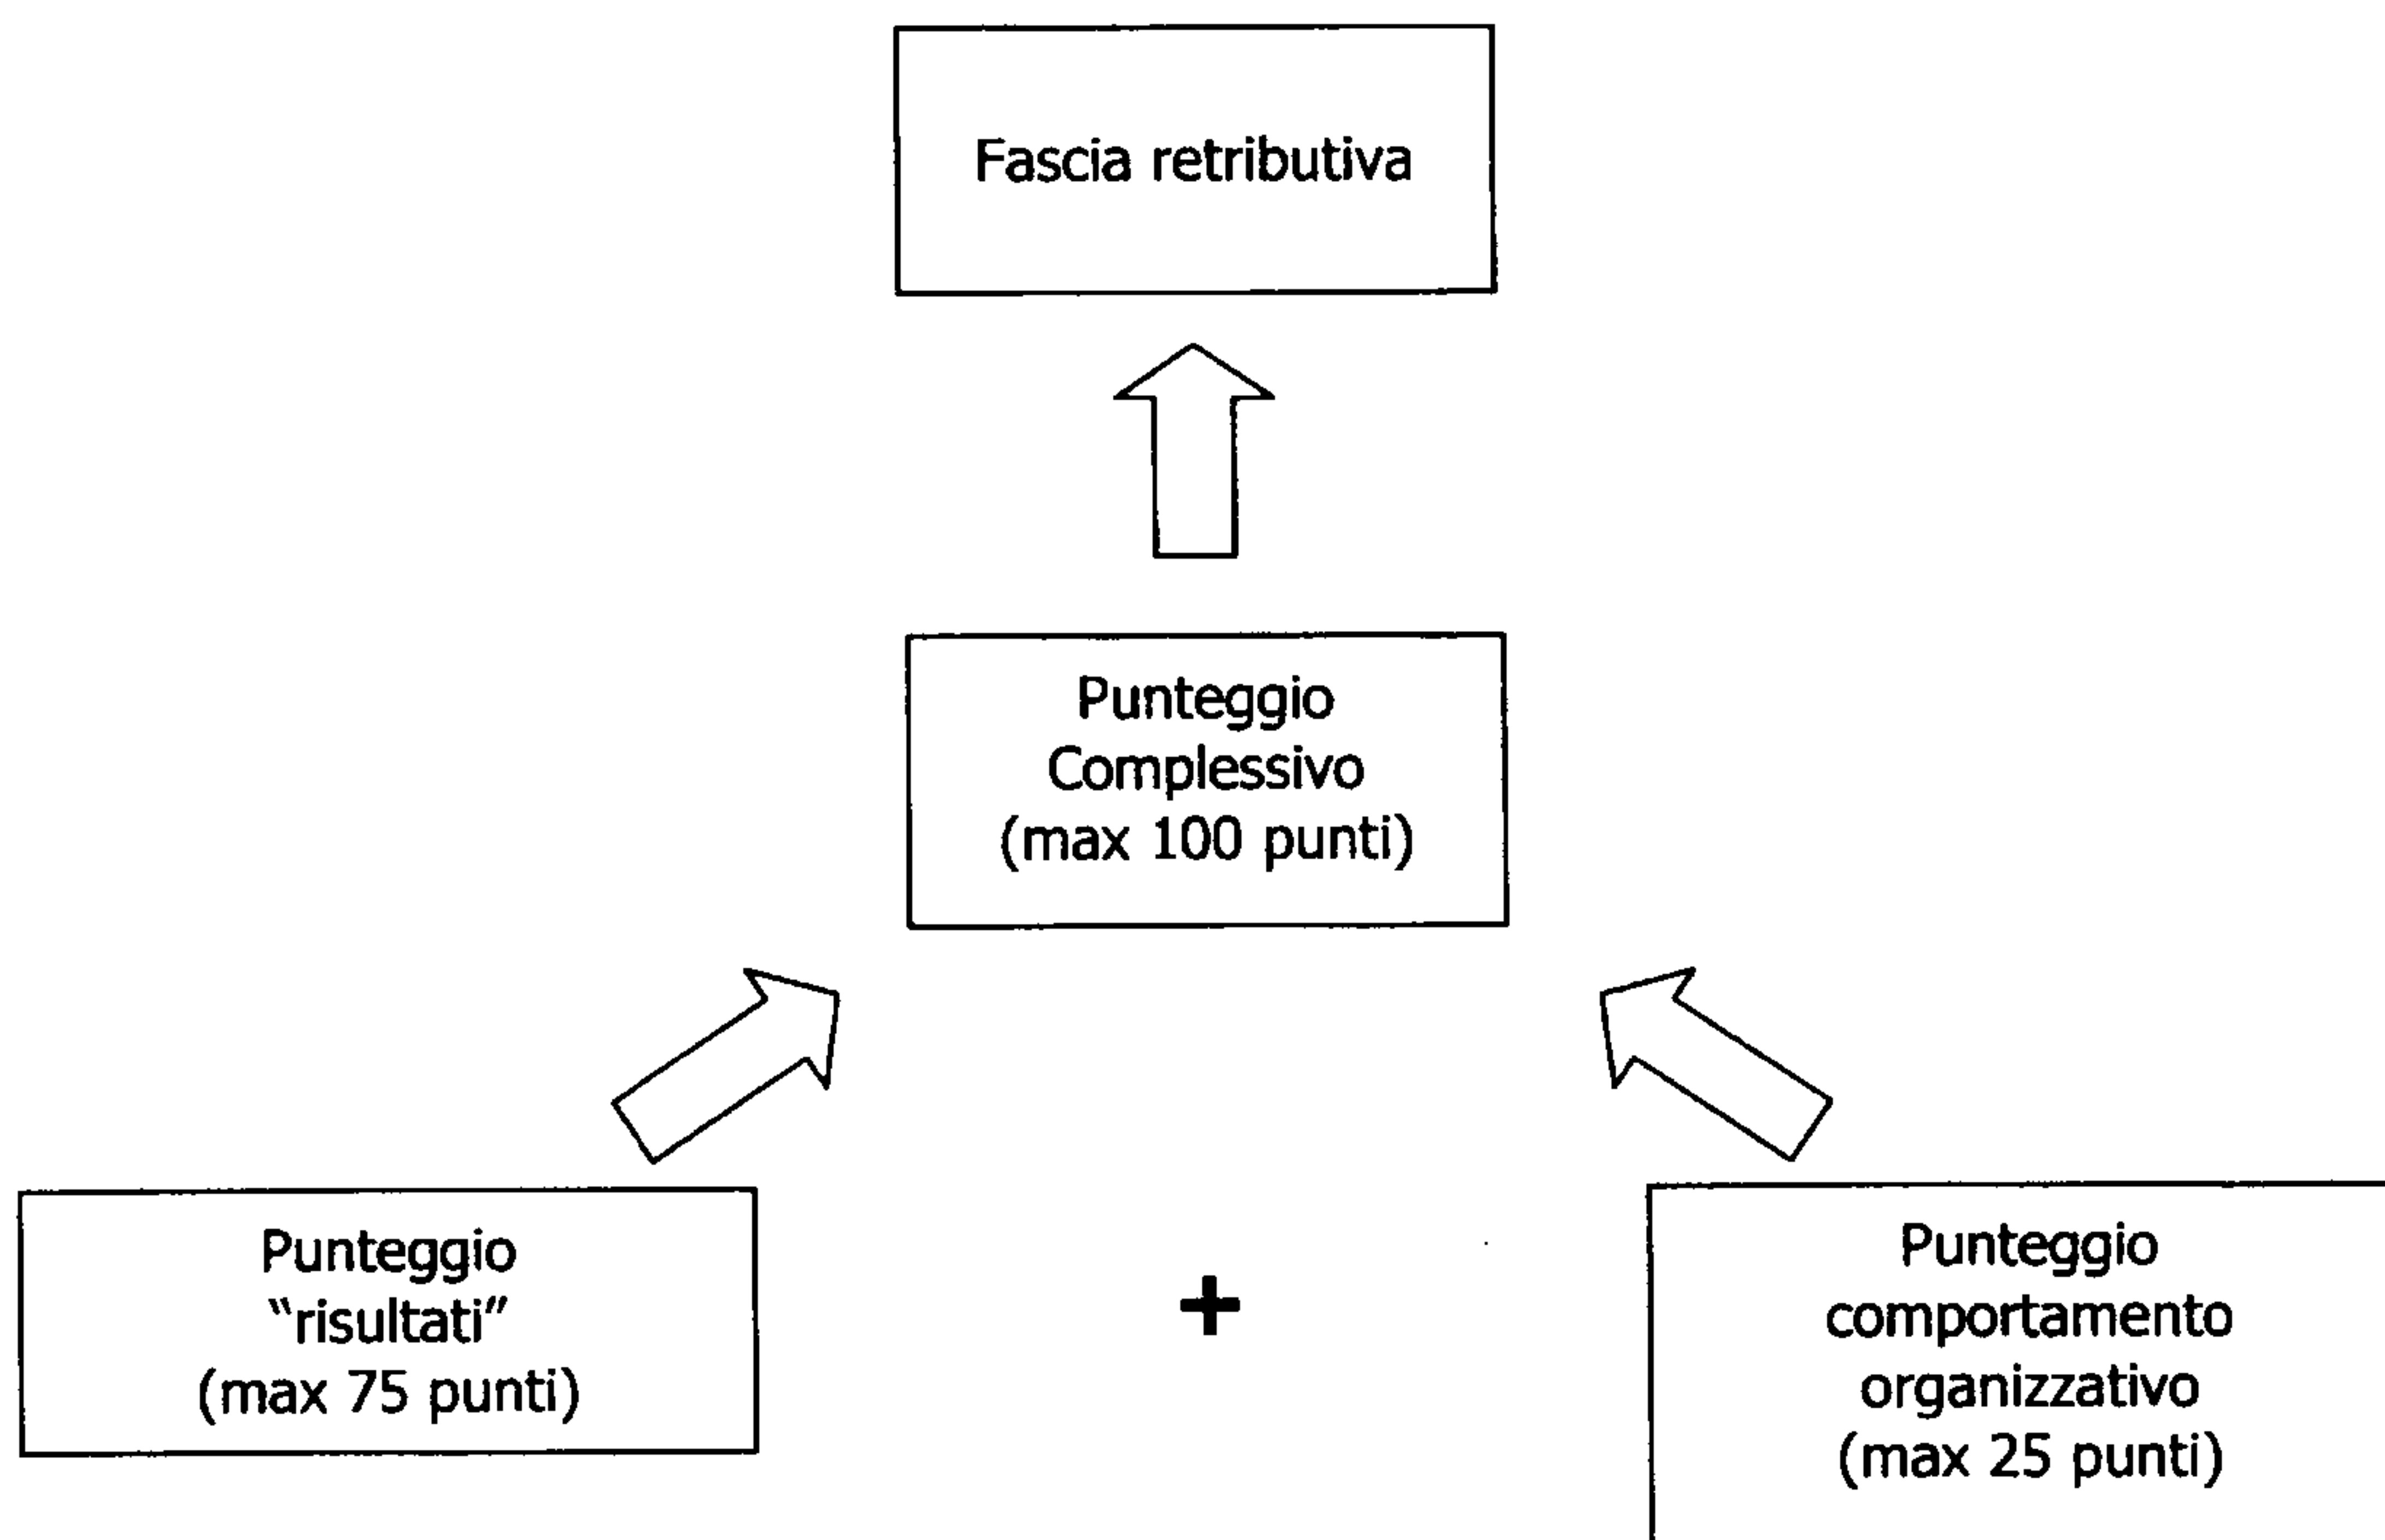 Fascia retributiva
Punteggio
Complessivo
(max 100 punti)
Punteggio
“risultati”
(max 75 punti)
+
Punteggio
comportamento
organizzativo
(max 25 punti)